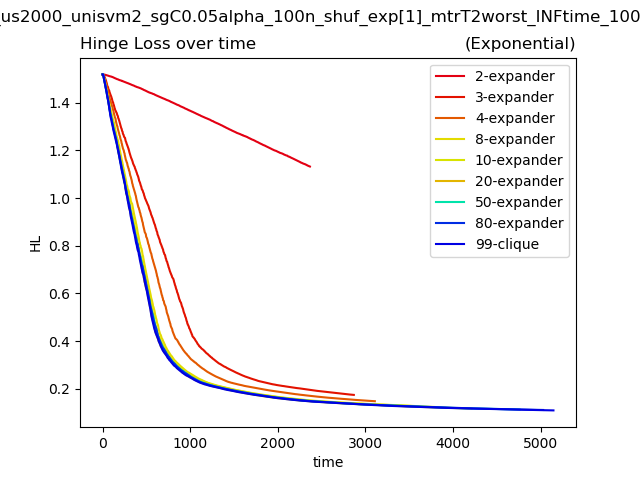 _us2000_unisvm2_sgC0.05alpha_100n_shuf_exp[1]_mtrT2worst_INFtime_100
Hinge Loss over time (Exponential)
2-expander
3-expander
4-expander
8-expander
10-expander
20-expander
50-expander
80-expander
99-clique
1.4
1.2
1.0
0.8
0.6
0.4
0.2
HL
0 1000 2000 3000 4000 5000
time